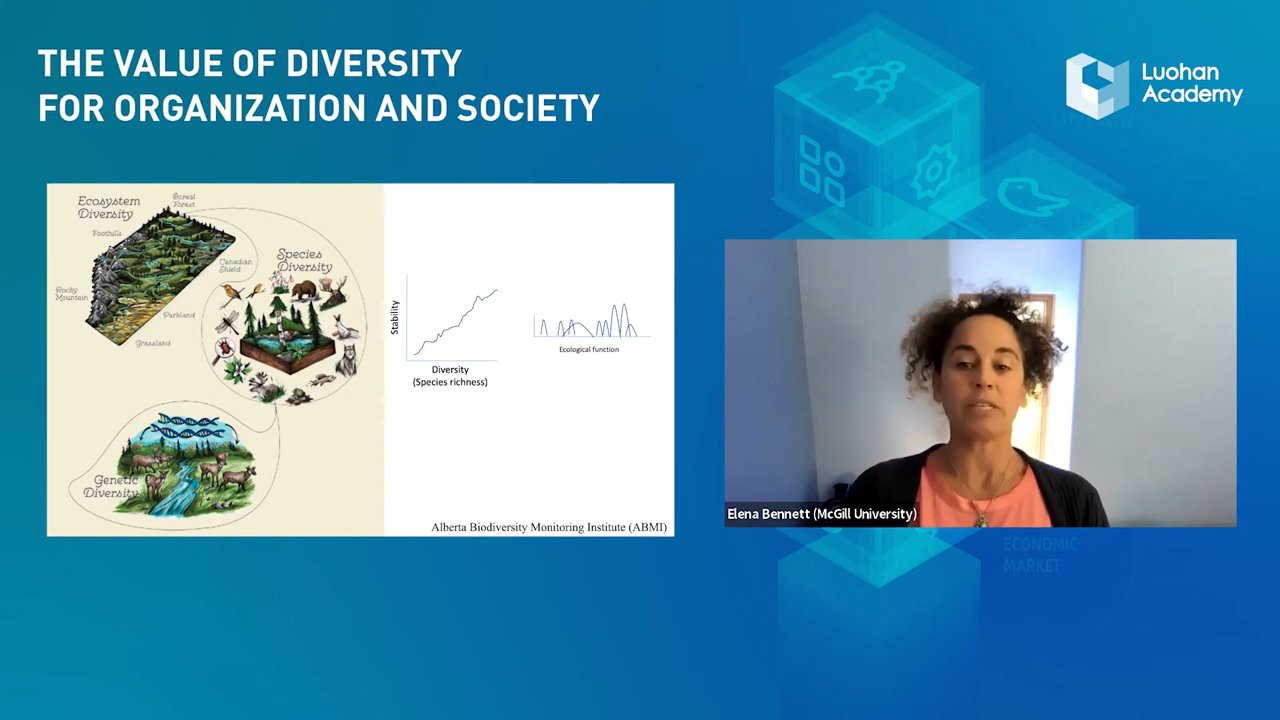 THE VALUE OF DIVERSITY
FOR ORGANIZATION AND SOCIETY
Luohan
Academy
Ecosystem
Diversity
Boreal
Forest
Foothills
Canadian
Shield
Rocky
Mountain
Parkland
Grassland
Species
Diversity
Genetic
Diversity
Stability
Diversity
(Species richness)
Ecological function
Alberta Biodiversity Monitoring Institute (ABMI)
Elena Bennett (McGill University)
ECONOMIC
MARKET